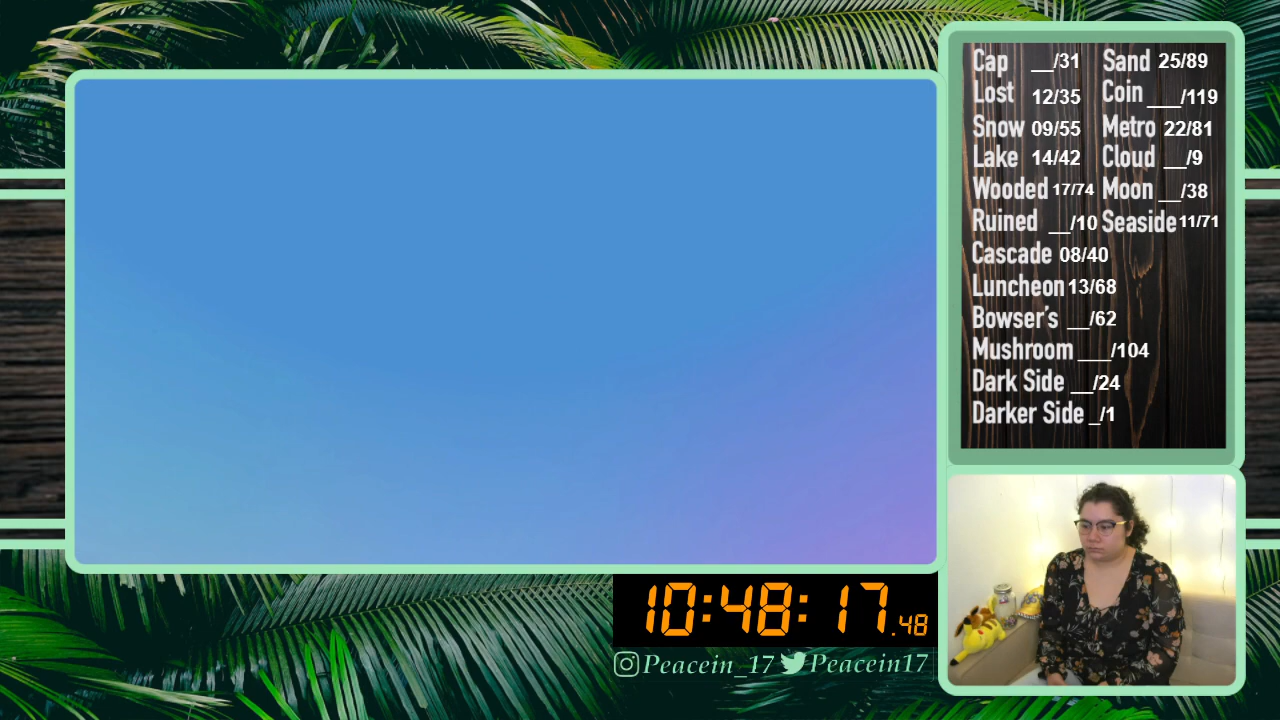 Cap __/31 Sand 25/89
Lost 12/35 Coin ___/119
Snow 09/55 Metro 22/81
Lake 14/42 Cloud __/9
Wooded 17/74 Moon __/38
Ruined __/10 Seaside 11/71
Cascade 08/40
Luncheon 13/68
Bowser's __/62
Mushroom ___/104
Dark Side __/24
Darker Side _/1
10:48:17.48
Peacein_17 Peacein17